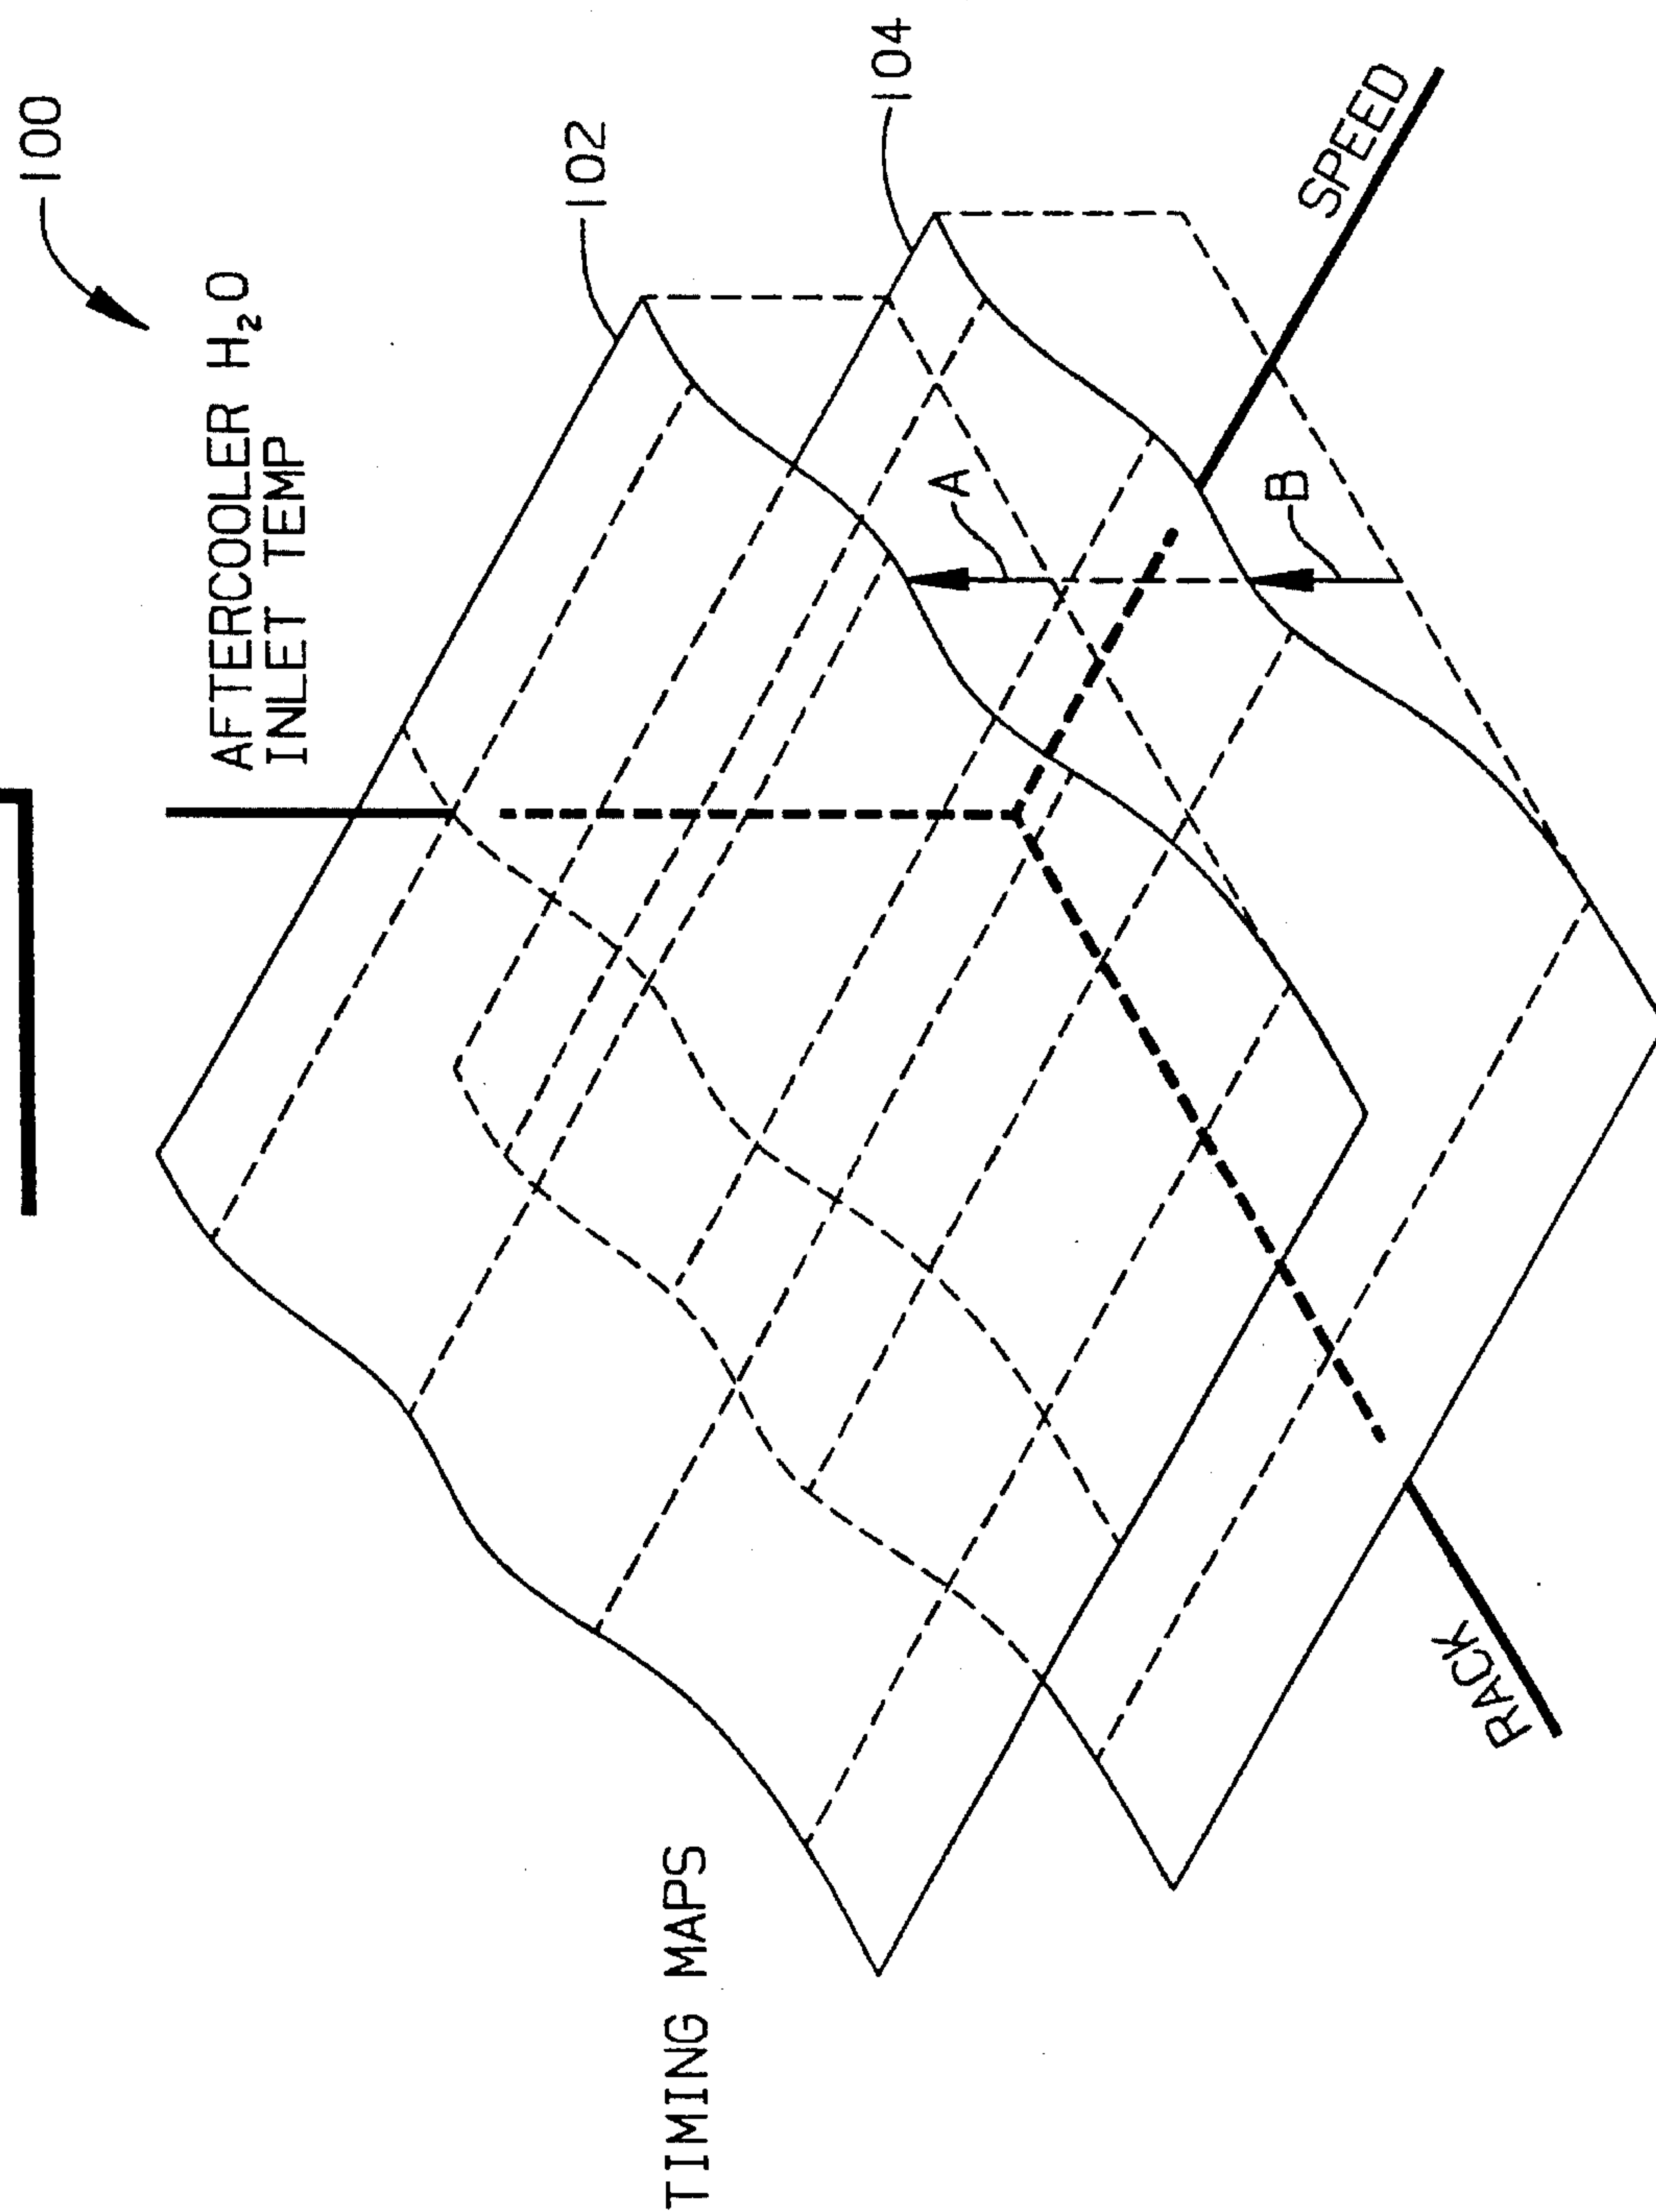 100
AFTERCOOLER H₂O
INLET TEMP
102
104
A
B
SPEED
RACK
TIMING MAPS